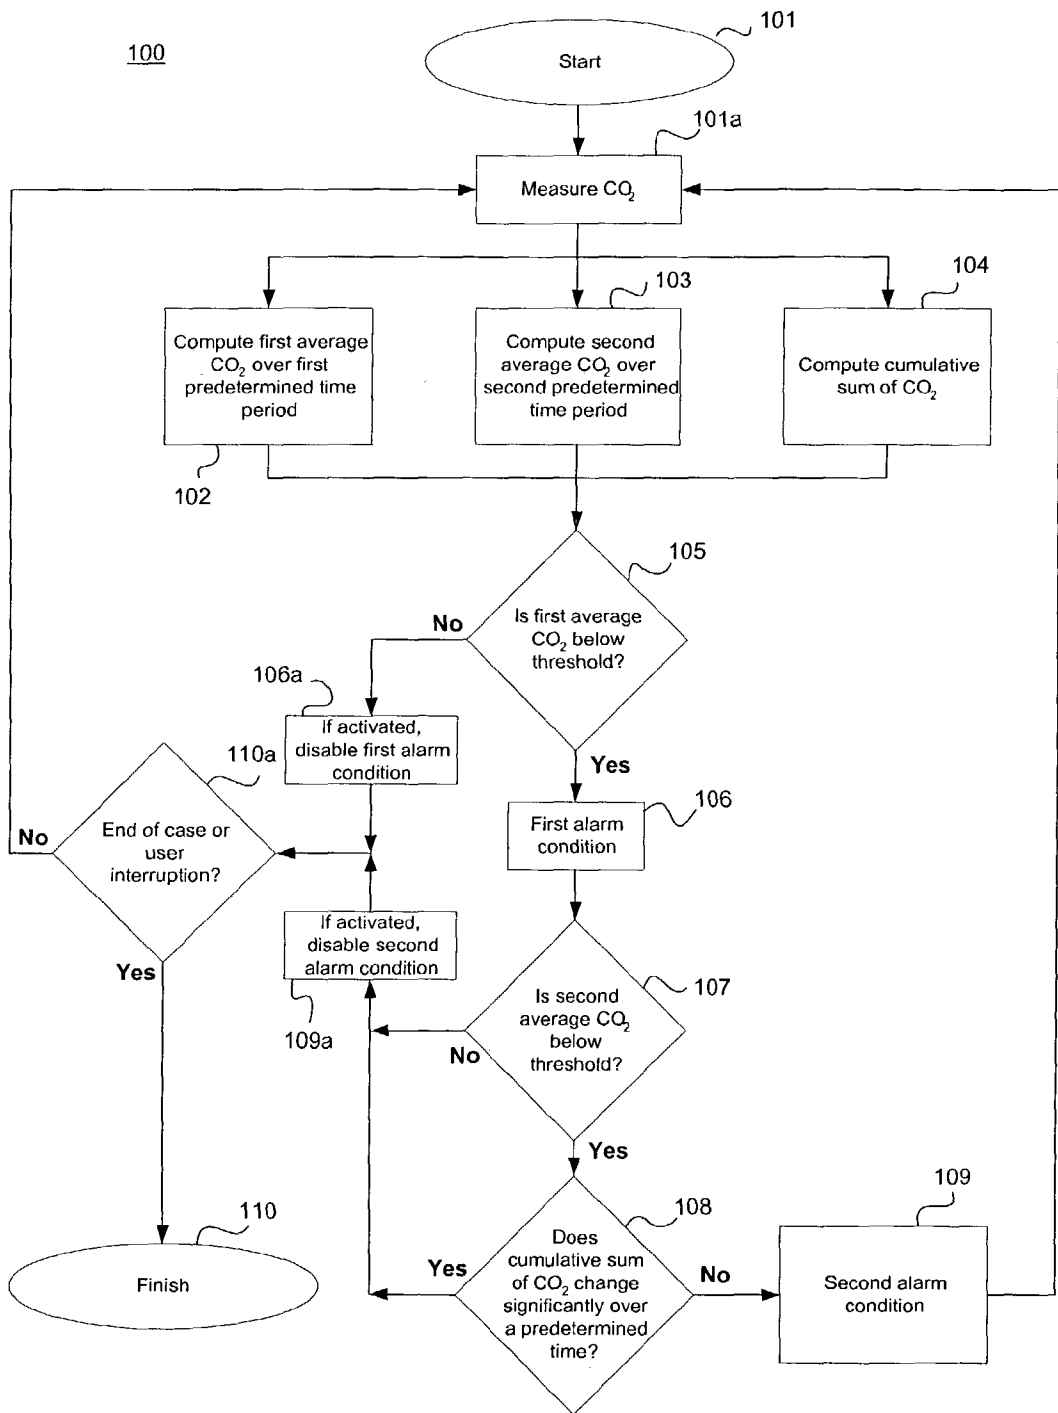 100
101
Start
101a
Measure CO₂
103
104
Compute first average
CO₂ over first
predetermined time
period
Compute second
average CO₂ over
second predetermined
time period
Compute cumulative
sum of CO₂
102
105
Is first average
CO₂ below
threshold?
No
Yes
106a
If activated,
disable first alarm
condition
110a
End of case or
user
interruption?
No
Yes
106
First alarm
condition
If activated,
disable second
alarm condition
109a
107
Is second
average CO₂
below
threshold?
No
Yes
108
Does
cumulative sum
of CO₂ change
significantly over
a predetermined
time?
Yes
No
109
Second alarm
condition
110
Finish